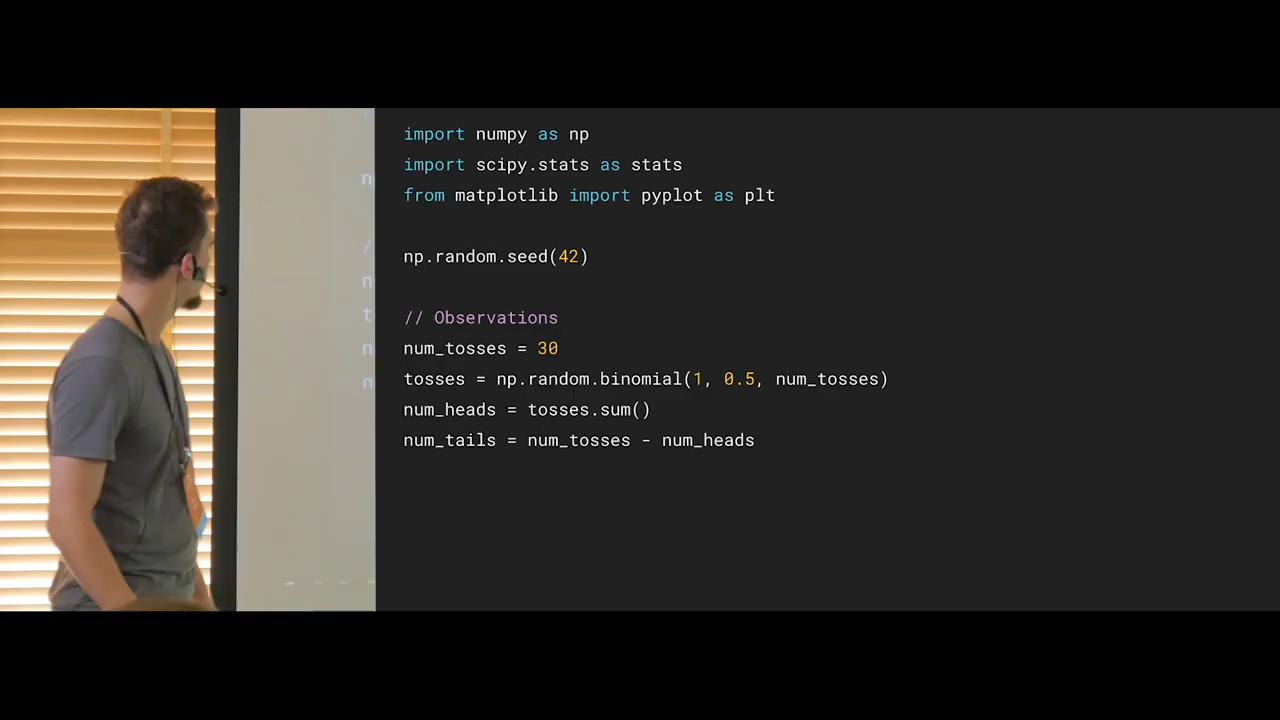 import numpy as np
import scipy.stats as stats
from matplotlib import pyplot as plt
np.random.seed(42)
// Observations
num_tosses = 30
tosses = np.random.binomial(1, 0.5, num_tosses)
num_heads = tosses.sum()
num_tails = num_tosses - num_heads